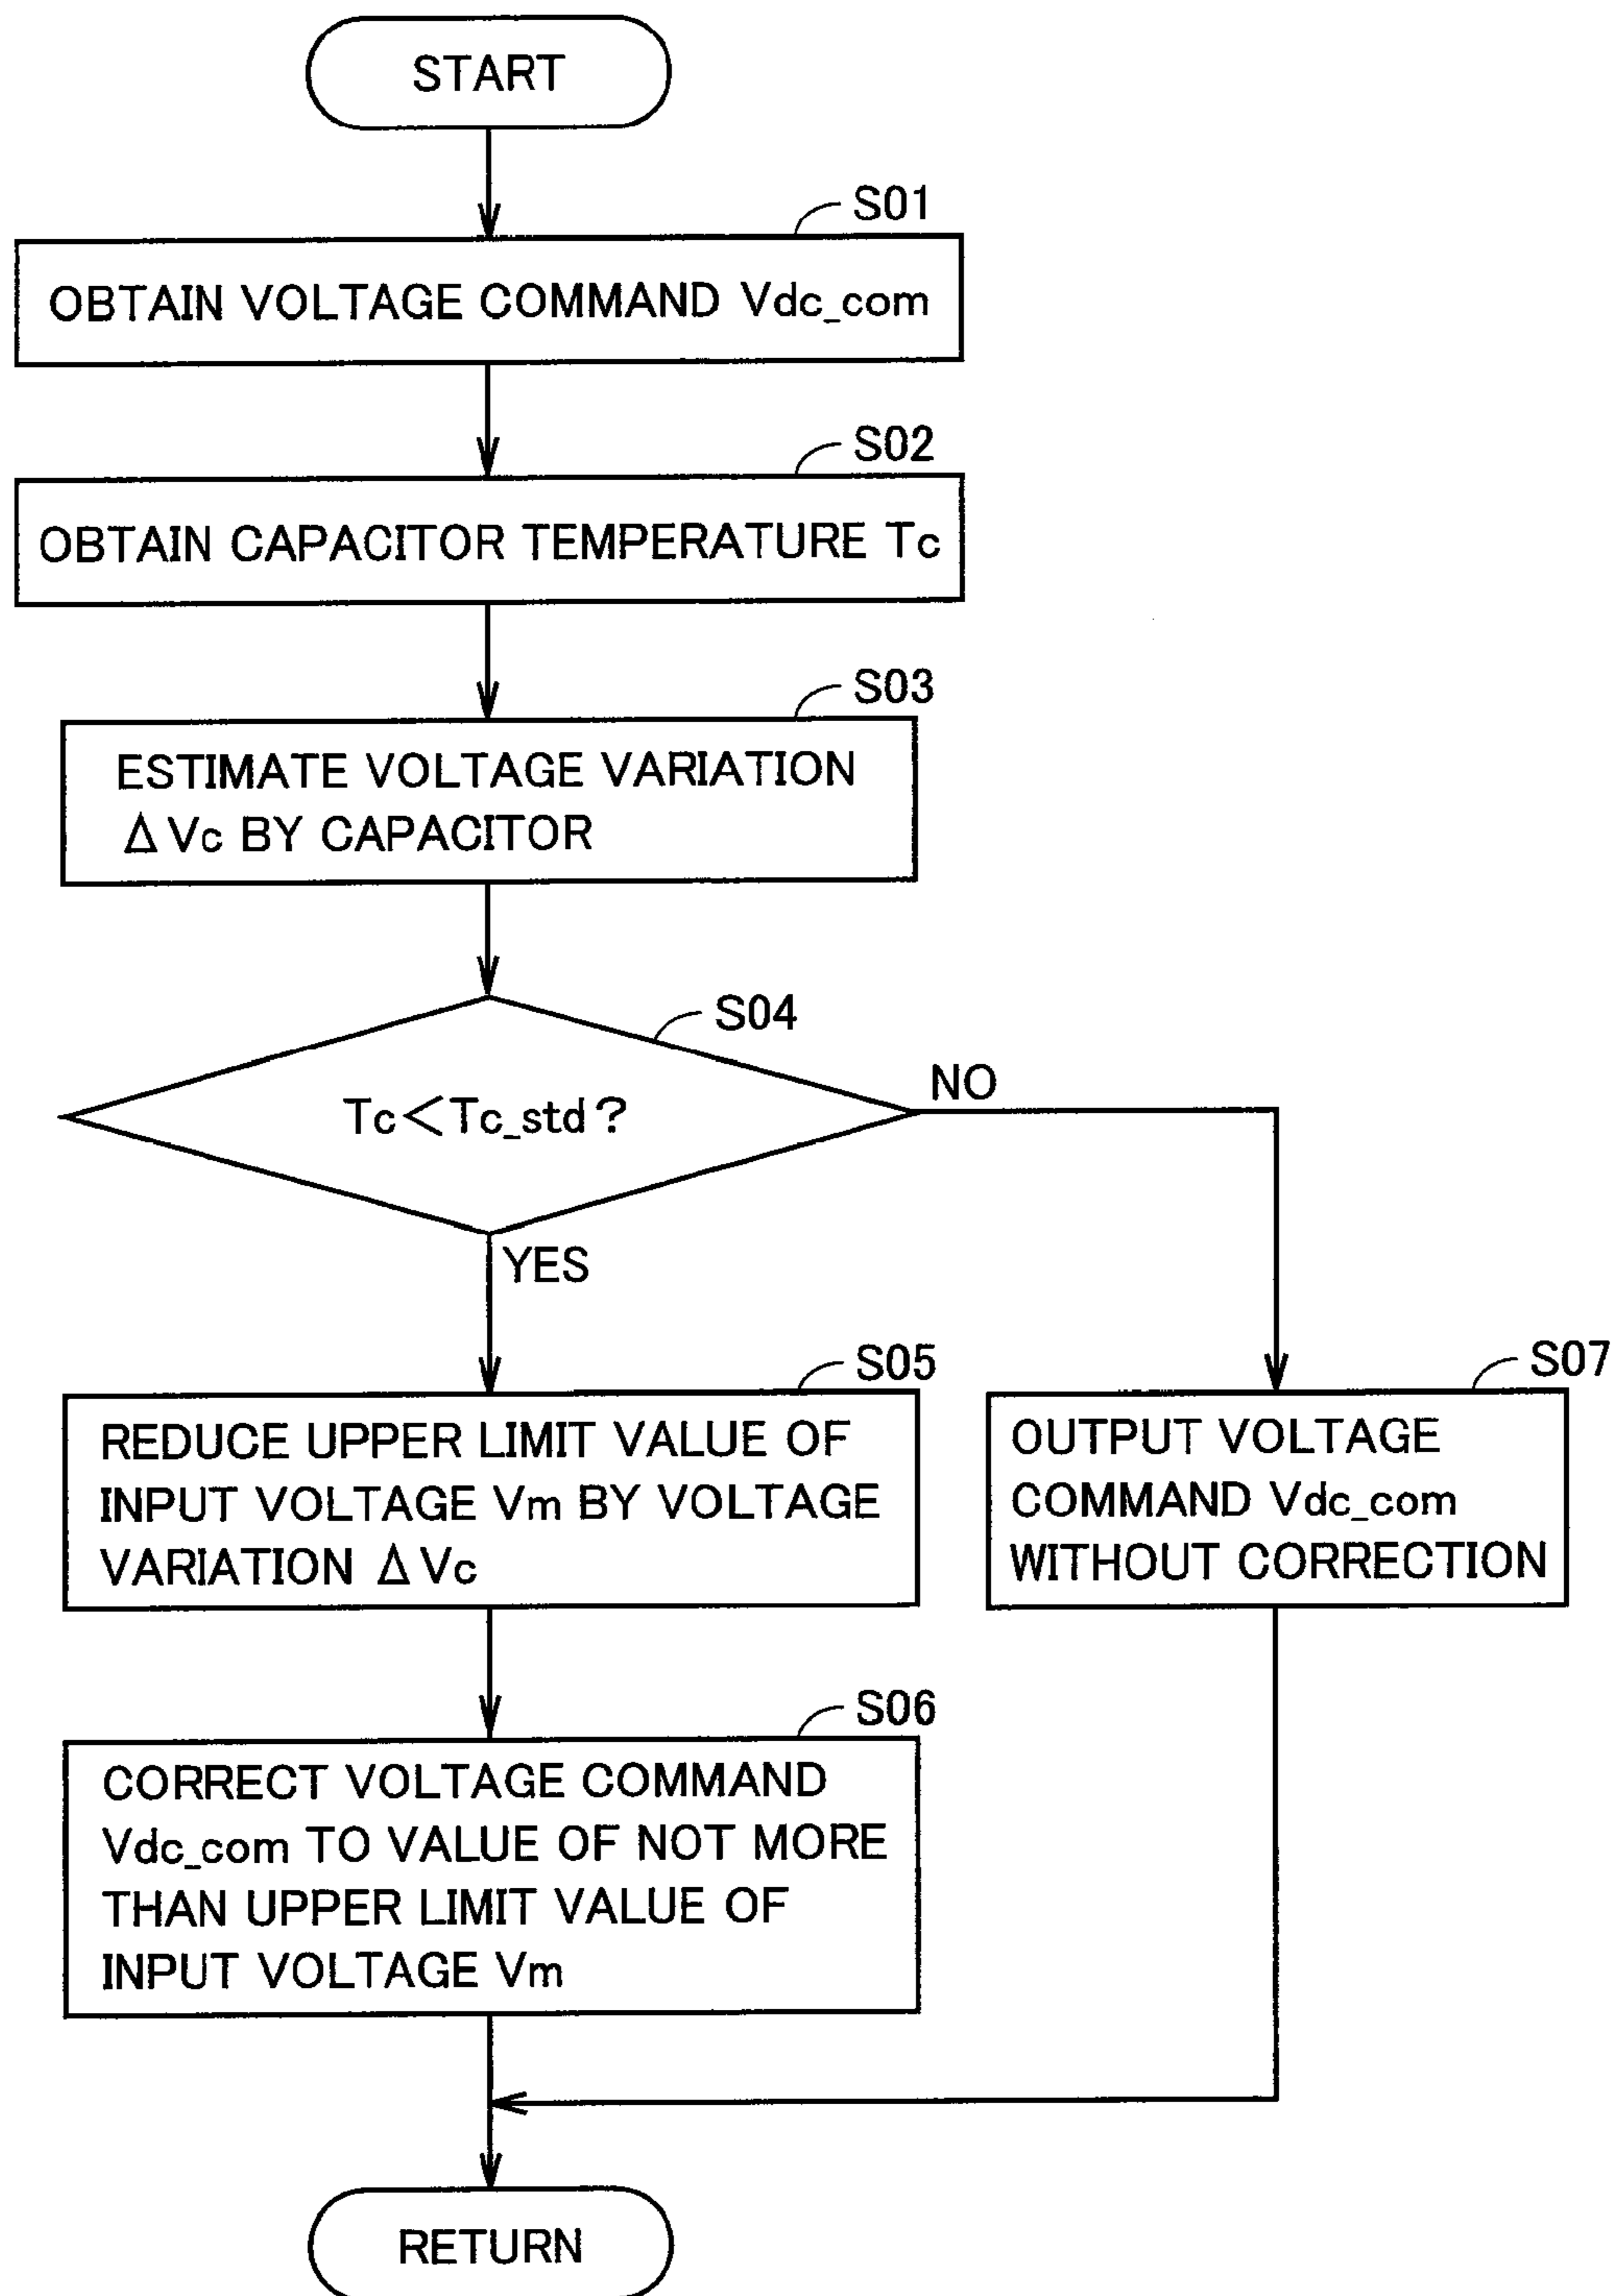 START
S01
OBTAIN VOLTAGE COMMAND Vdc_com
S02
OBTAIN CAPACITOR TEMPERATURE Tc
S03
ESTIMATE VOLTAGE VARIATION
Δ Vc BY CAPACITOR
S04
Tc<Tc_std?
NO
YES
S05
REDUCE UPPER LIMIT VALUE OF
INPUT VOLTAGE Vm BY VOLTAGE
VARIATION Δ Vc
S07
OUTPUT VOLTAGE
COMMAND Vdc_com
WITHOUT CORRECTION
S06
CORRECT VOLTAGE COMMAND
Vdc_com TO VALUE OF NOT MORE
THAN UPPER LIMIT VALUE OF
INPUT VOLTAGE Vm
RETURN